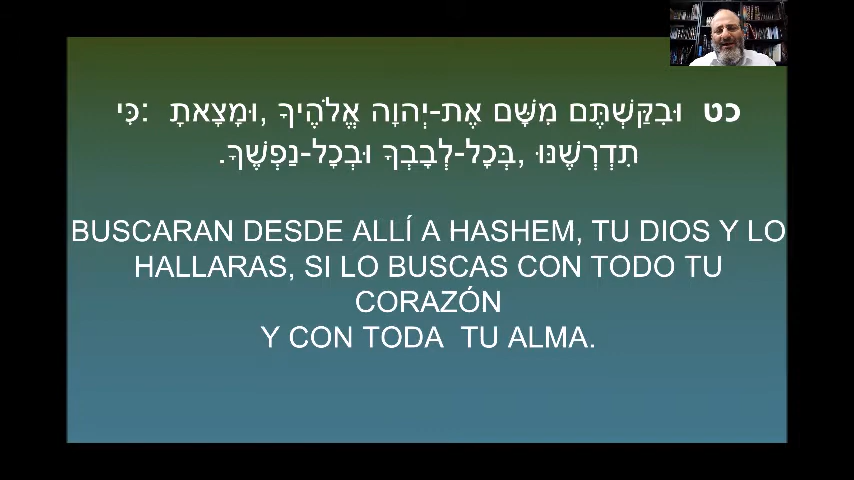 כט  וּבִקַּשְׁתֶּם מִשָּׁם אֶת-יְהוָה אֱלֹהֶיךָ, וּמָצָאתָ: כִּי
תִדְרְשֶׁנּוּ, בְּכָל-לְבָבְךָ וּבְכָל-נַפְשֶׁךָ.
BUSCARAN DESDE ALLÍ A HASHEM, TU DIOS Y LO
HALLARAS, SI LO BUSCAS CON TODO TU
CORAZÓN
Y CON TODA  TU ALMA.